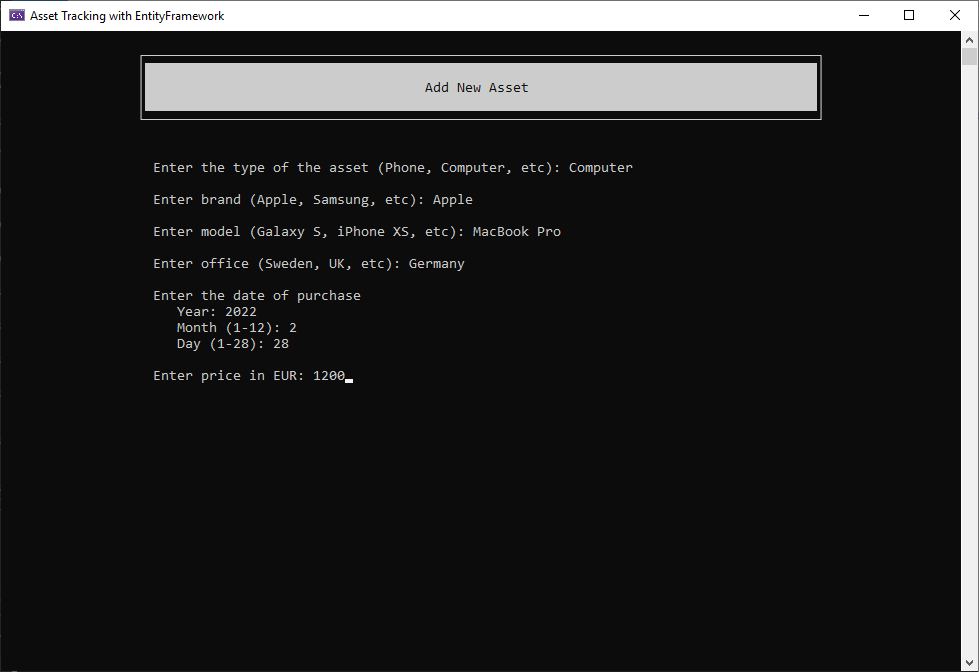 Asset Tracking with EntityFramework
Add New Asset
Enter the type of the asset (Phone, Computer, etc): Computer
Enter brand (Apple, Samsung, etc): Apple
Enter model (Galaxy S, iPhone XS, etc): MacBook Pro
Enter office (Sweden, UK, etc): Germany
Enter the date of purchase
Year: 2022
Month (1-12): 2
Day (1-28): 28
Enter price in EUR: 1200